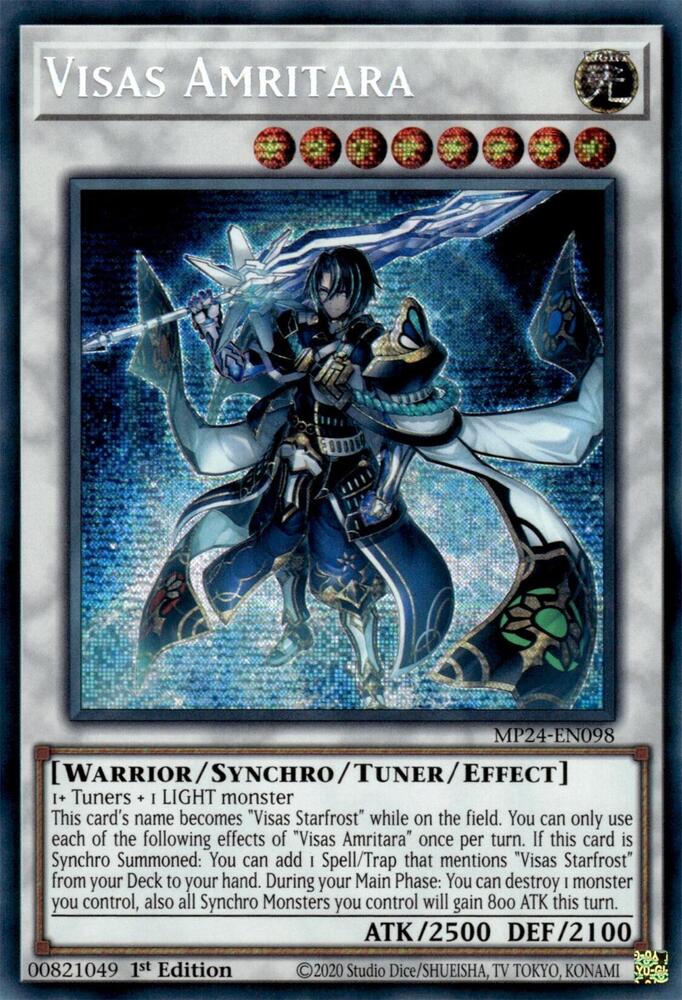 VISAS AMRITARA
光
MP24-EN098
[WARRIOR/SYNCHRO/TUNER/EFFECT]
1+ Tuners + 1 LIGHT monster
This card's name becomes "Visas Starfrost" while on the field. You can only use
each of the following effects of "Visas Amritara" once per turn. If this card is
Synchro Summoned: You can add 1 Spell/Trap that mentions "Visas Starfrost"
from your Deck to your hand. During your Main Phase: You can destroy 1 monster
you control, also all Synchro Monsters you control will gain 800 ATK this turn.
ATK/2500 DEF/2100
00821049 1st Edition ©2020 Studio Dice/SHUEISHA, TV TOKYO, KONAMI